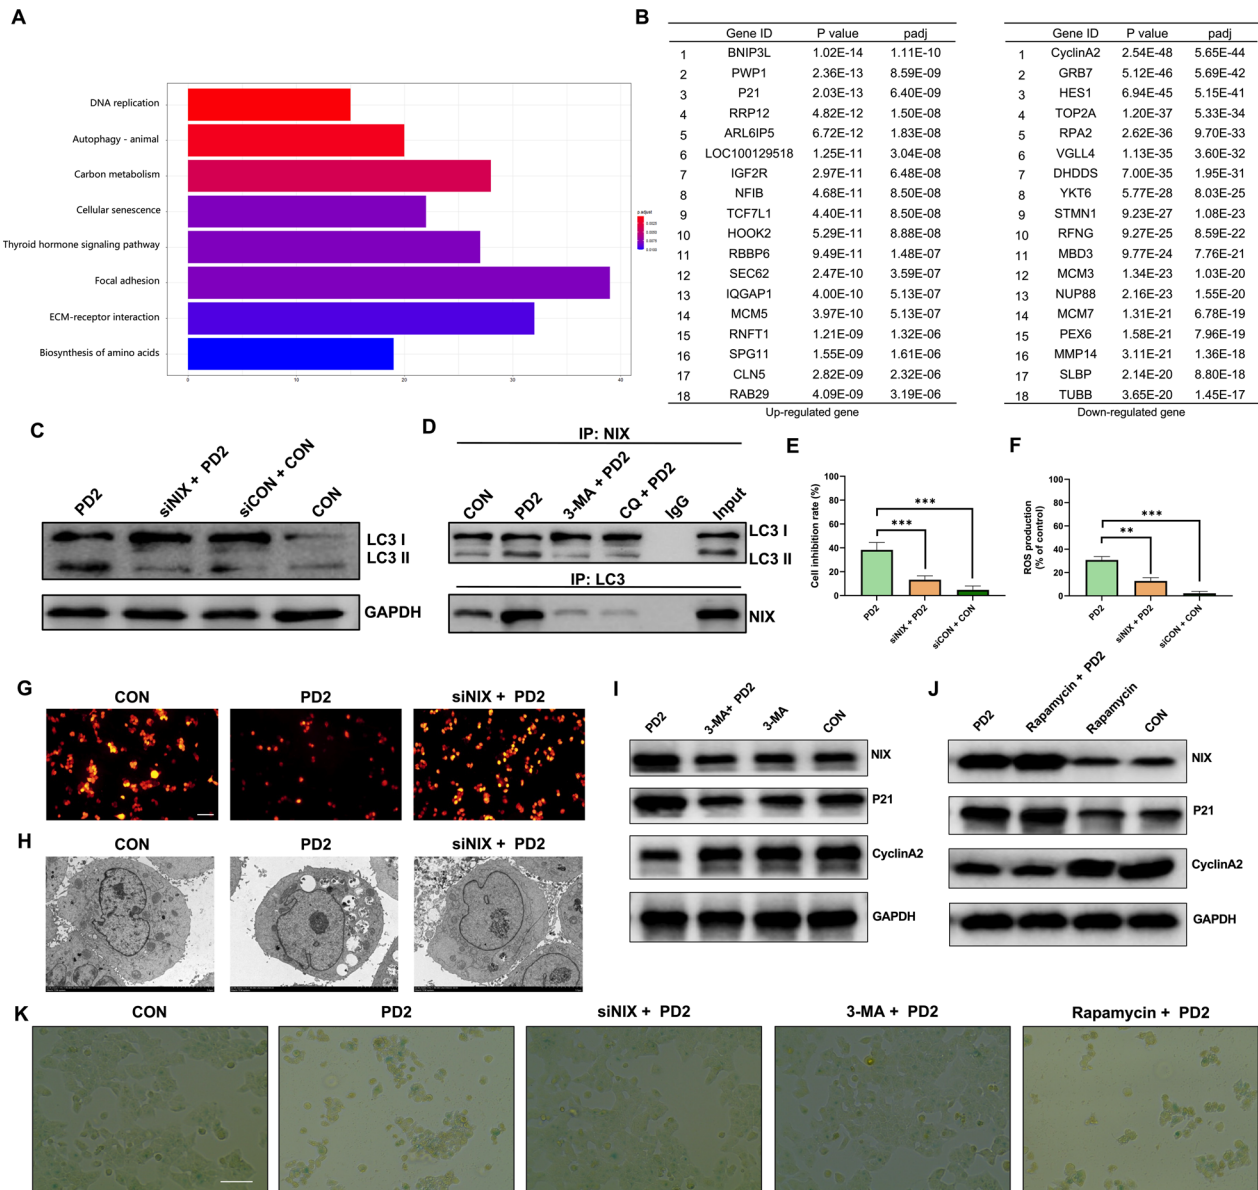 A
DNA replication
Autophagy - animal
Carbon metabolism
Cellular senescence
Thyroid hormone signaling pathway
Focal adhesion
ECM-receptor interaction
Biosynthesis of amino acids
0 10 20 30 40
p.adjust
0.0025
0.0075
0.0100
B
Gene ID P value padj
1 BNIP3L 1.02E-14 1.11E-10
2 PWP1 2.36E-13 8.59E-09
3 P21 2.03E-13 6.40E-09
4 RRP12 4.82E-12 1.50E-08
5 ARL6IP5 6.72E-12 1.83E-08
6 LOC100129518 1.25E-11 3.04E-08
7 IGF2R 2.97E-11 6.48E-08
8 NFIB 4.68E-11 8.50E-08
9 TCF7L1 4.40E-11 8.50E-08
10 HOOK2 5.29E-11 8.88E-08
11 RBBP6 9.49E-11 1.48E-07
12 SEC62 2.47E-10 3.59E-07
13 IQGAP1 4.00E-10 5.13E-07
14 MCM5 3.97E-10 5.13E-07
15 RNFT1 1.21E-09 1.32E-06
16 SPG11 1.55E-09 1.61E-06
17 CLN5 2.82E-09 2.32E-06
18 RAB29 4.09E-09 3.19E-06
Up-regulated gene
Gene ID P value padj
1 CyclinA2 2.54E-48 5.65E-44
2 GRB7 5.12E-46 5.69E-42
3 HES1 6.94E-45 5.15E-41
4 TOP2A 1.20E-37 5.33E-34
5 RPA2 2.62E-36 9.70E-33
6 VGLL4 1.13E-35 3.60E-32
7 DHDDS 7.00E-35 1.95E-31
8 YKT6 5.77E-28 8.03E-25
9 STMN1 9.23E-27 1.08E-23
10 RFNG 9.27E-25 8.59E-22
11 MBD3 9.77E-24 7.76E-21
12 MCM3 1.34E-23 1.03E-20
13 NUP88 2.16E-23 1.55E-20
14 MCM7 1.31E-21 6.78E-19
15 PEX6 1.58E-21 7.96E-19
16 MMP14 3.11E-21 1.36E-18
17 SLBP 2.14E-20 8.80E-18
18 TUBB 3.65E-20 1.45E-17
Down-regulated gene
C
PD2 siNIX + PD2 siCON + CON CON
LC3 I
LC3 II
GAPDH
D
IP: NIX
CON PD2 3-MA + PD2 CQ + PD2 IgG Input
LC3 I
LC3 II
IP: LC3
NIX
E
Cell inhibition rate (%)
100
80
60
40
20
0
***
***
PD2 siNIX + PD2 siCON + CON
F
ROS production
(% of control)
100
80
60
40
20
0
***
**
PD2 siNIX + PD2 siCON + CON
G
CON PD2 siNIX + PD2
H
CON PD2 siNIX + PD2
I
PD2 3-MA+ PD2 3-MA CON
NIX
P21
CyclinA2
GAPDH
J
PD2 Rapamycin + PD2 Rapamycin CON
NIX
P21
CyclinA2
GAPDH
K
CON PD2 siNIX + PD2 3-MA + PD2 Rapamycin + PD2